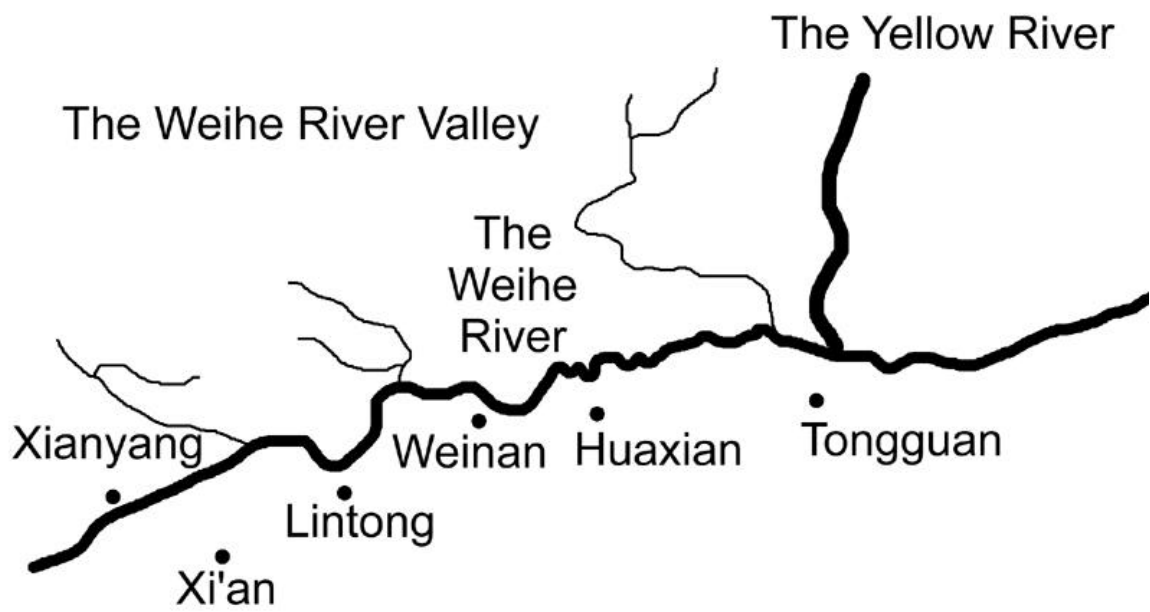 The Yellow River
The Weihe River Valley
The
Weihe
River
Xianyang
Weinan
Huaxian
Tongguan
Lintong
Xi'an